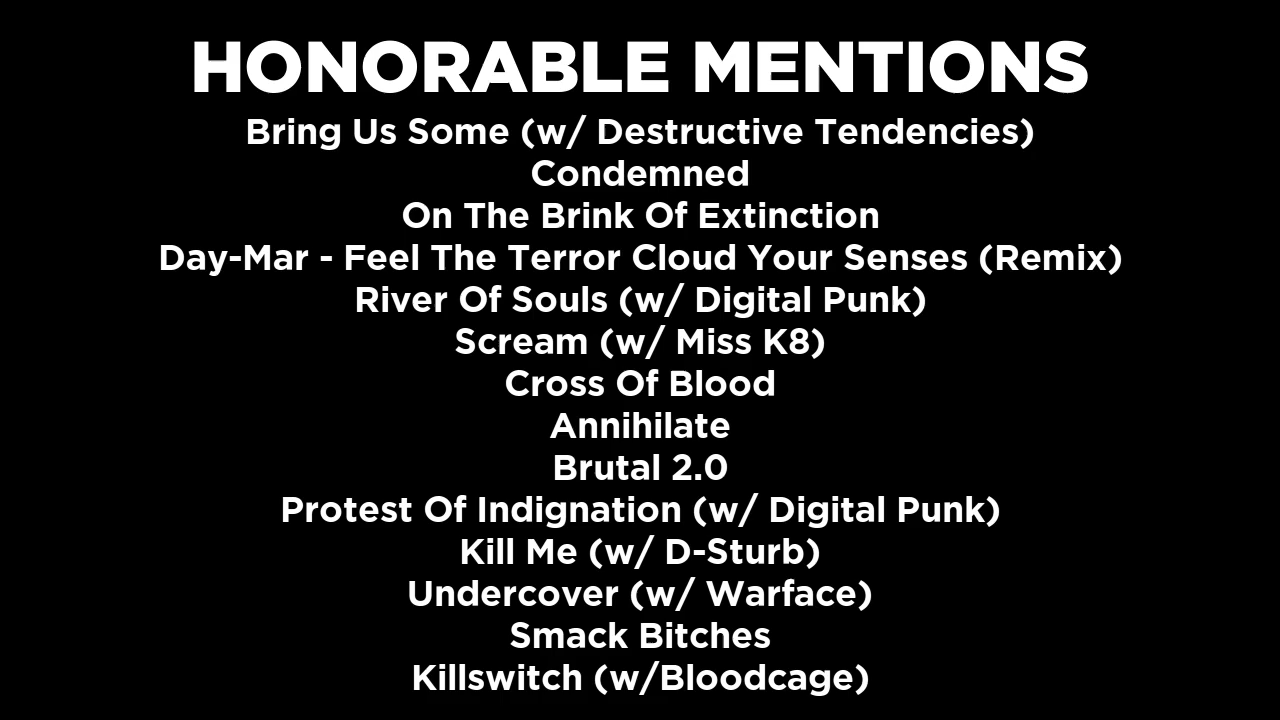 HONORABLE MENTIONS
Bring Us Some (w/ Destructive Tendencies)
Condemned
On The Brink Of Extinction
Day-Mar - Feel The Terror Cloud Your Senses (Remix)
River Of Souls (w/ Digital Punk)
Scream (w/ Miss K8)
Cross Of Blood
Annihilate
Brutal 2.0
Protest Of Indignation (w/ Digital Punk)
Kill Me (w/ D-Sturb)
Undercover (w/ Warface)
Smack Bitches
Killswitch (w/Bloodcage)